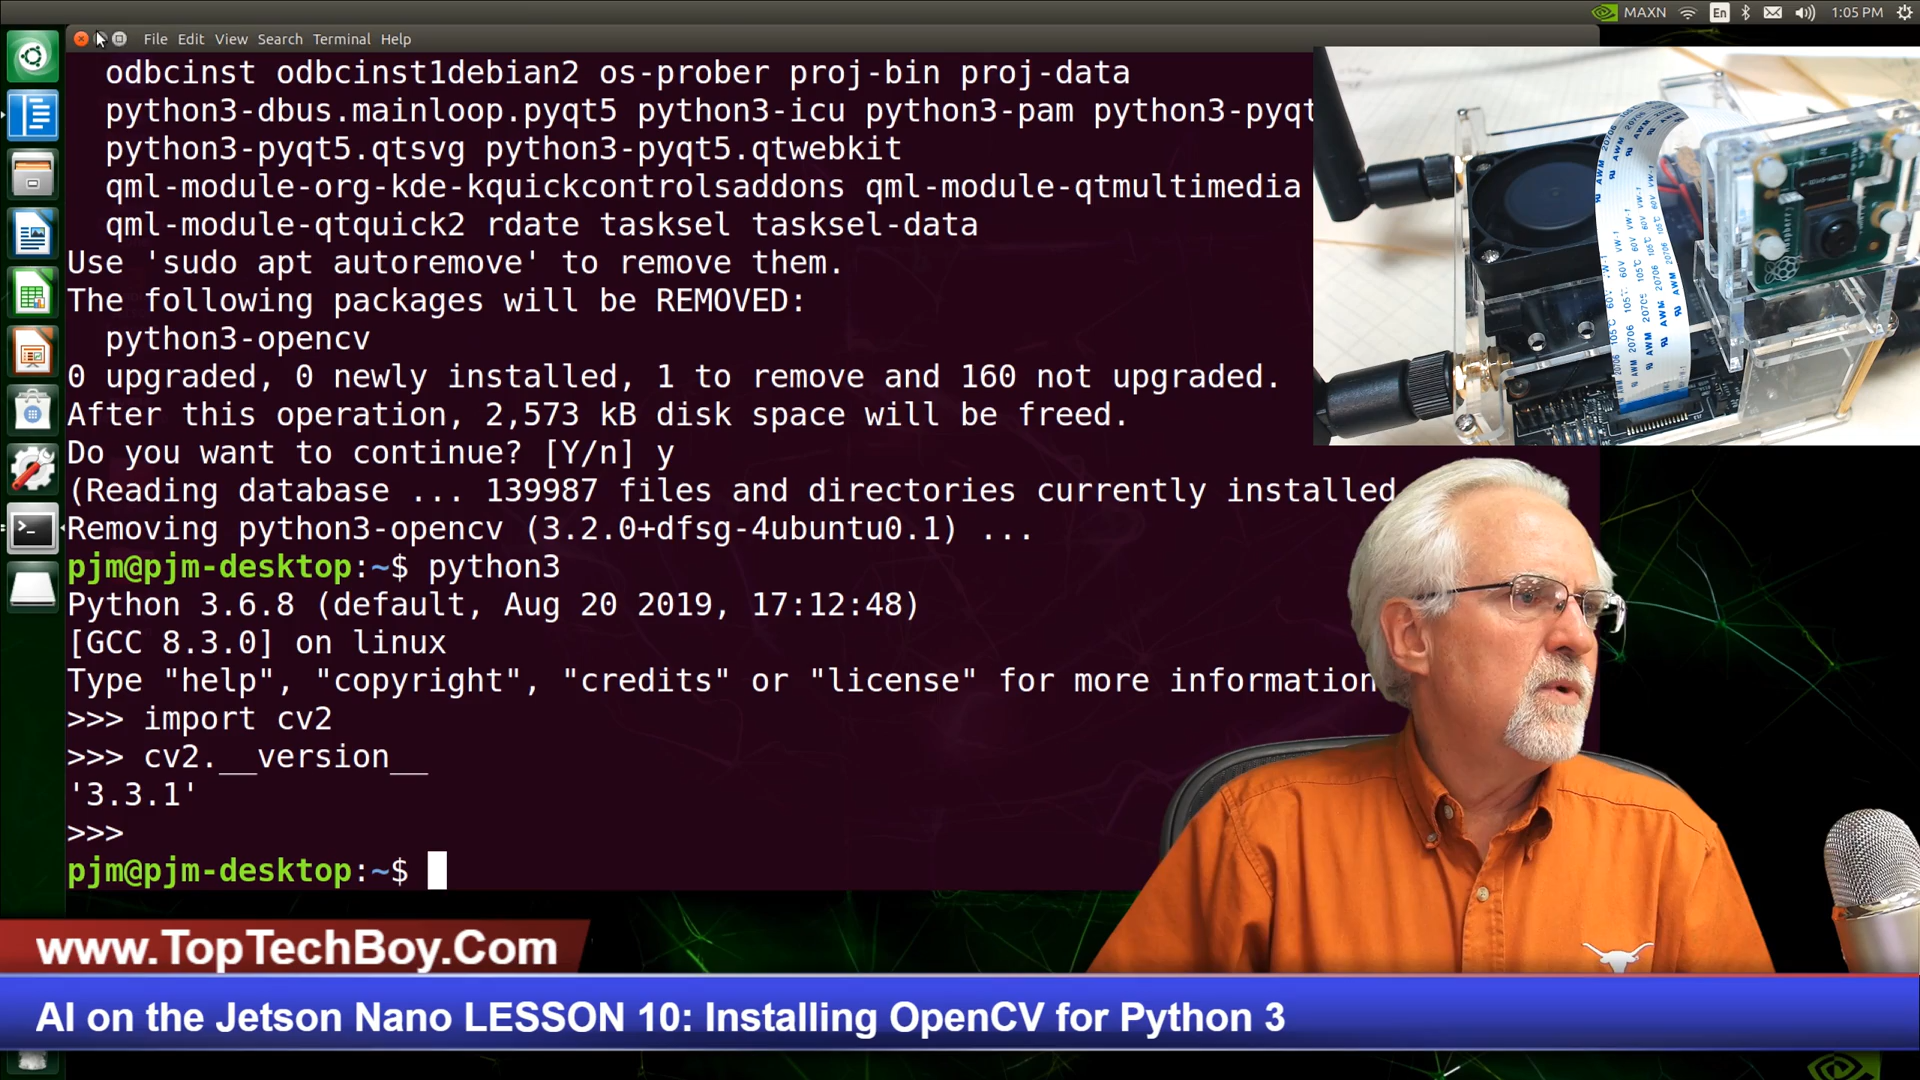 MAXN En 1:05 PM
File Edit View Search Terminal Help
odbcinst odbcinst1debian2 os-prober proj-bin proj-data
python3-dbus.mainloop.pyqt5 python3-icu python3-pam python3-pyqt
python3-pyqt5.qtsvg python3-pyqt5.qtwebkit
qml-module-org-kde-kquickcontrolsaddons qml-module-qtmultimedia
qml-module-qtquick2 rdate tasksel tasksel-data
Use 'sudo apt autoremove' to remove them.
The following packages will be REMOVED:
python3-opencv
0 upgraded, 0 newly installed, 1 to remove and 160 not upgraded.
After this operation, 2,573 kB disk space will be freed.
Do you want to continue? [Y/n] y
(Reading database ... 139987 files and directories currently installed
Removing python3-opencv (3.2.0+dfsg-4ubuntu0.1) ...
pjm@pjm-desktop:~$ python3
Python 3.6.8 (default, Aug 20 2019, 17:12:48)
[GCC 8.3.0] on linux
Type "help", "copyright", "credits" or "license" for more information
>>> import cv2
>>> cv2.__version__
'3.3.1'
>>>
pjm@pjm-desktop:~$
www.TopTechBoy.Com
AI on the Jetson Nano LESSON 10: Installing OpenCV for Python 3